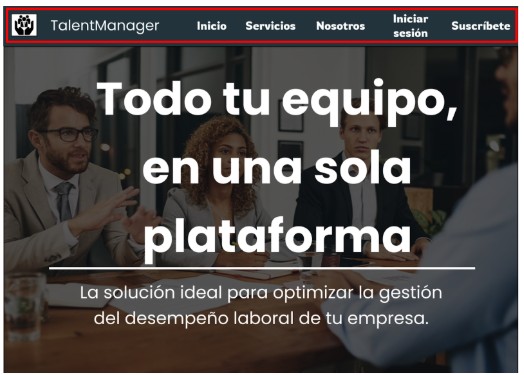 TalentManager Inicio Servicios Nosotros Iniciar sesión Suscríbete
Todo tu equipo,
en una sola
plataforma
La solución ideal para optimizar la gestión
del desempeño laboral de tu empresa.